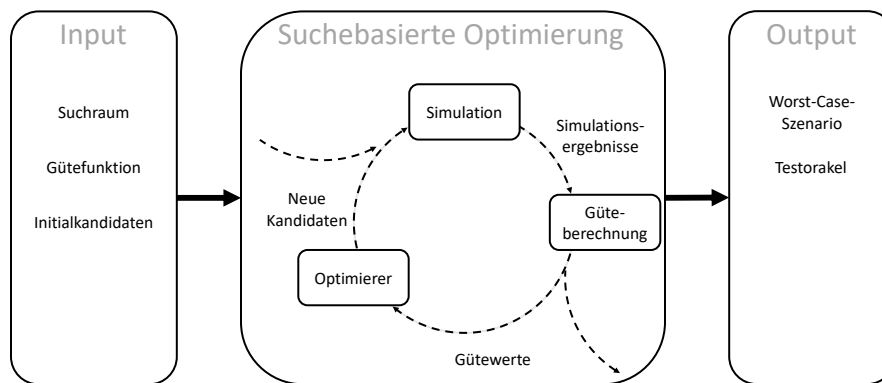 Input
Suchraum
Gütefunktion
Initialkandidaten
Suchebasierte Optimierung
Simulation
Simulations-
ergebnisse
Neue
Kandidaten
Güte-
berechnung
Optimierer
Gütewerte
Output
Worst-Case-
Szenario
Testorakel